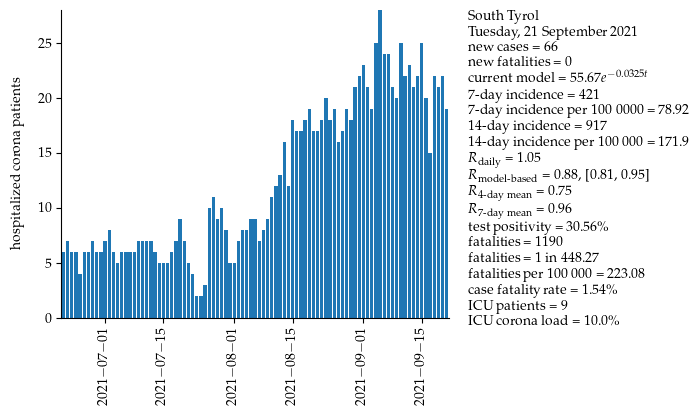 South Tyrol
Tuesday, 21 September 2021
new cases = 66
new fatalities = 0
current model = 55.67e^{−0.0325t}
7-day incidence = 421
7-day incidence per 100 0000 = 78.92
14-day incidence = 917
14-day incidence per 100 000 = 171.9
R_daily = 1.05
R_model-based = 0.88, [0.81, 0.95]
R_4-day mean = 0.75
R_7-day mean = 0.96
test positivity = 30.56%
fatalities = 1190
fatalities = 1 in 448.27
fatalities per 100 000 = 223.08
case fatality rate = 1.54%
ICU patients = 9
ICU corona load = 10.0%
hospitalized corona patients
25
20
15
10
5
0
2021−07−01
2021−07−15
2021−08−01
2021−08−15
2021−09−01
2021−09−15